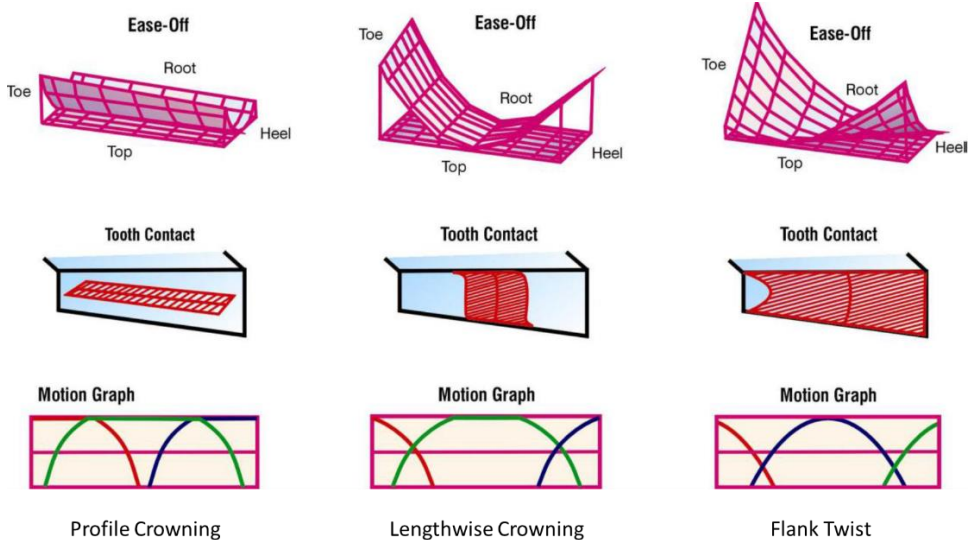 Ease-Off
Toe
Root
Heel
Top
Ease-Off
Toe
Root
Heel
Top
Ease-Off
Toe
Root
Heel
Top
Tooth Contact
Tooth Contact
Tooth Contact
Motion Graph
Motion Graph
Motion Graph
Profile Crowning
Lengthwise Crowning
Flank Twist